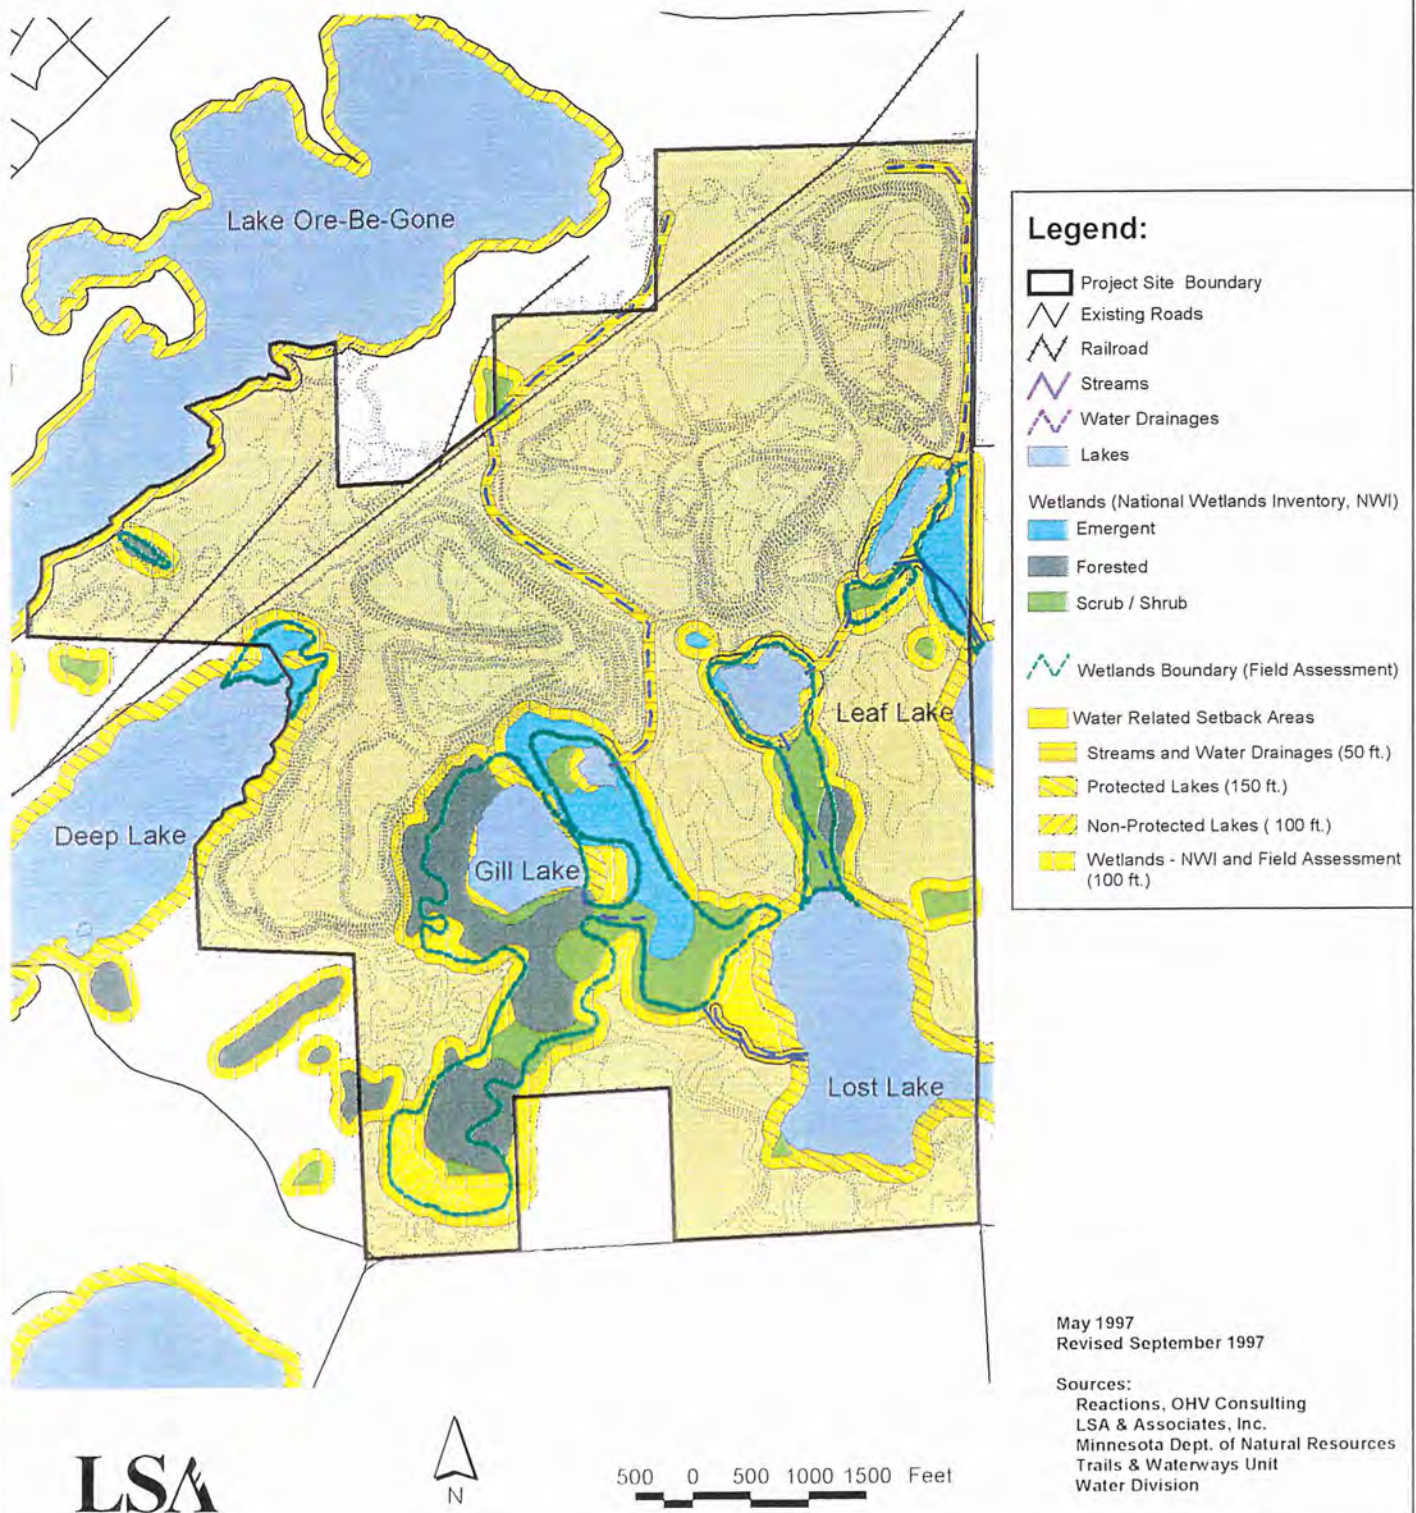 Lake Ore-Be-Gone
Leaf Lake
Deep Lake
Gill Lake
Lost Lake
Legend:
Project Site Boundary
Existing Roads
Railroad
Streams
Water Drainages
Lakes
Wetlands (National Wetlands Inventory, NWI)
Emergent
Forested
Scrub / Shrub
Wetlands Boundary (Field Assessment)
Water Related Setback Areas
Streams and Water Drainages (50 ft.)
Protected Lakes (150 ft.)
Non-Protected Lakes ( 100 ft.)
Wetlands - NWI and Field Assessment
(100 ft.)
May 1997
Revised September 1997
Sources:
Reactions, OHV Consulting
LSA & Associates, Inc.
Minnesota Dept. of Natural Resources
Trails & Waterways Unit
Water Division
LSA
N
500 0 500 1000 1500 Feet